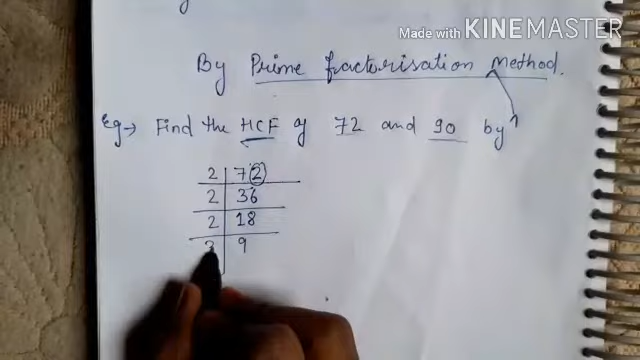 Made with KINEMASTER
By Prime factorisation Method.
Eg→ Find the HCF of 72 and 90 by
2 72
2 36
2 18
9